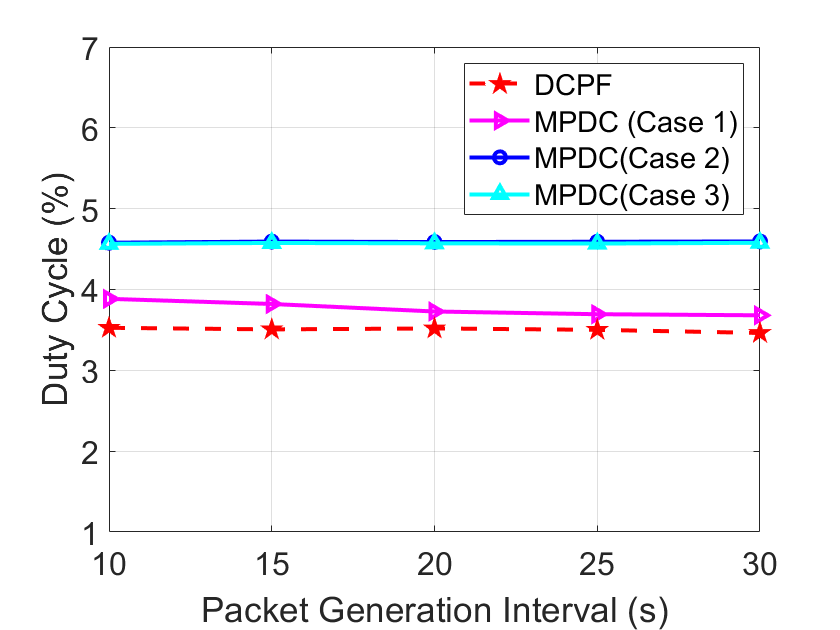 7
6
5
4
3
2
1
Duty Cycle (%)
DCPF
MPDC (Case 1)
MPDC(Case 2)
MPDC(Case 3)
10 15 20 25 30
Packet Generation Interval (s)